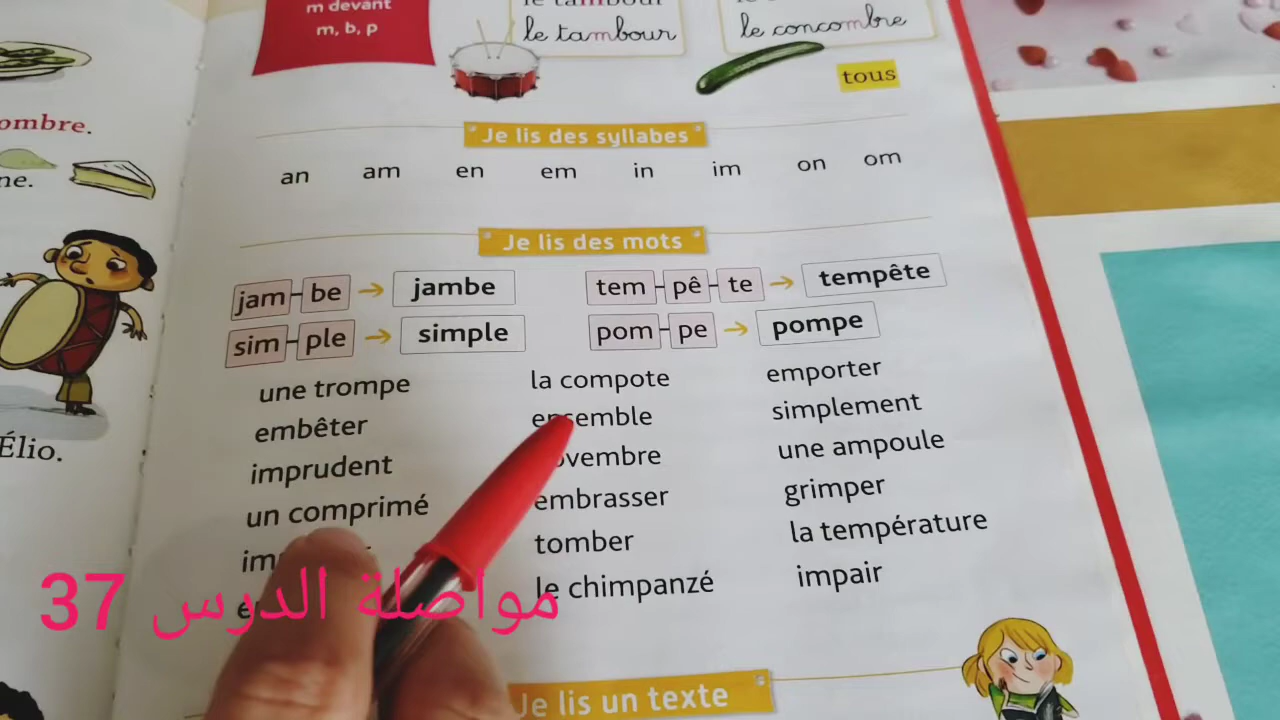 m devant
m, b, p
le tambour
le concombre
tous
ombre.
ne.
Élio.
Je lis des syllabes
an am en em in im on om
Je lis des mots
jam - be → jambe
tem - pê - te → tempête
sim - ple → simple
pom - pe → pompe
une trompe
embêter
imprudent
un comprimé
la compote
ensemble
embrasser
tomber
le chimpanzé
emporter
simplement
une ampoule
grimper
la température
impair
مواصلة الدرس 37
Je lis un texte